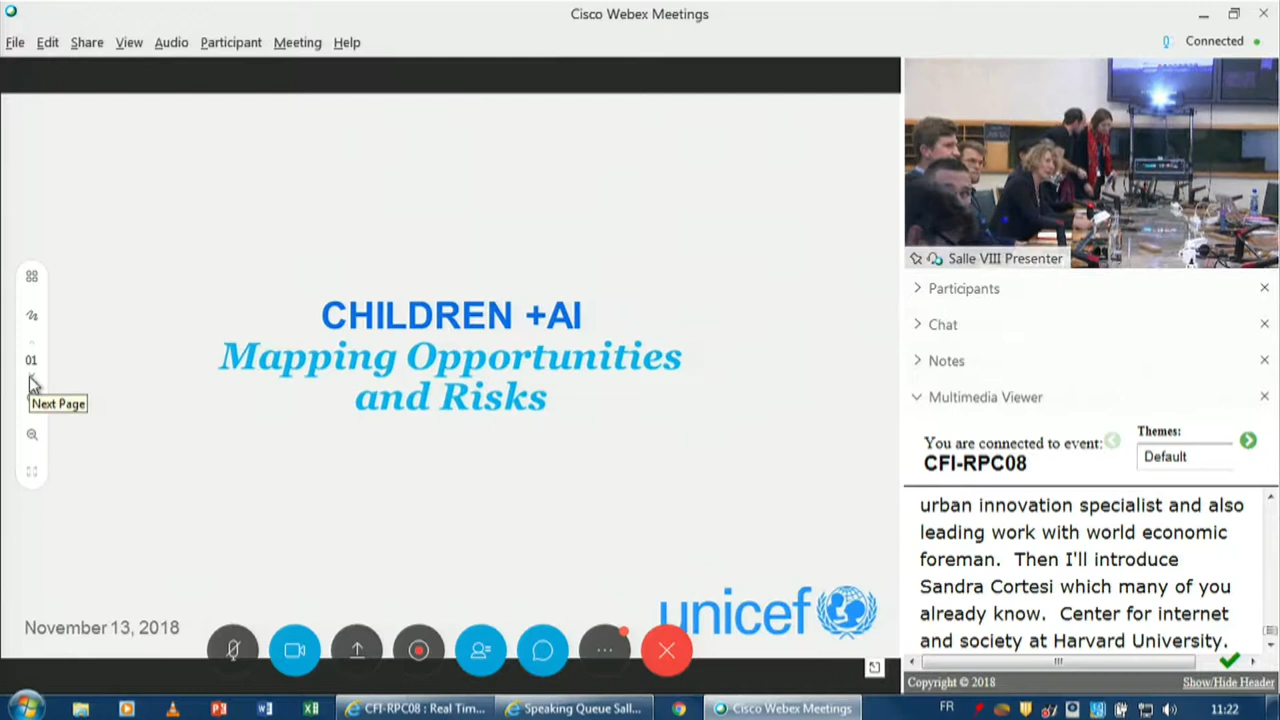 Cisco Webex Meetings
File Edit Share View Audio Participant Meeting Help
Connected
CHILDREN +AI
Mapping Opportunities
and Risks
01
Next Page
November 13, 2018
unicef
Salle VIII Presenter
Participants
Chat
Notes
Multimedia Viewer
You are connected to event:
CFI-RPC08
Themes:
Default
urban innovation specialist and also
leading work with world economic
foreman. Then I'll introduce
Sandra Cortesi which many of you
already know. Center for internet
and society at Harvard University.
Copyright © 2018 Show/Hide Header
CFI-RPC08 : Real Tim...
Speaking Queue Sall...
Cisco Webex Meetings
FR
11:22